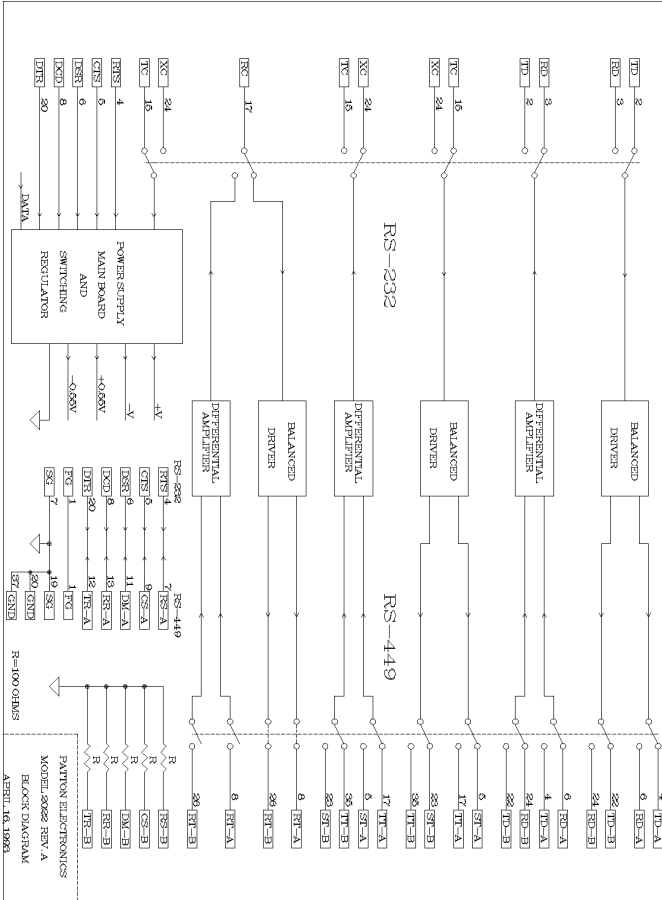 TD 2
RD 3
BALANCED
DRIVER
TD-A
6 RD-A
22 TD-B
24 RD-B
RD 3
TD 2
DIFFERENTIAL
AMPLIFIER
6 RD-A
4 TD-A
24 RD-B
22 TD-B
TC 15
XC 24
BALANCED
DRIVER
5 ST-A
17 TT-A
23 ST-B
35 TT-B
RS-232
RS-449
XC 24
TC 15
DIFFERENTIAL
AMPLIFIER
17 TT-A
5 ST-A
35 TT-B
23 ST-B
RC 17
BALANCED
DRIVER
8 RT-A
26 RT-B
DIFFERENTIAL
AMPLIFIER
8 RT-A
26 RT-B
XC 24
TC 15
RTS 4
CTS 5
DSR 6
DCD 8
DTR 20
DATA
POWER SUPPLY
MAIN BOARD
AND
SWITCHING
REGULATOR
+V
-V
+0.55V
-0.55V
RS-232
RS-449
RTS 4 7 RS-A
CTS 5 9 CS-A
DSR 6 11 DM-A
DCD 8 13 RR-A
DTR 20 12 TR-A
FG 1 1 FG
SG 7 19 SG
20 GND
37 GND
R RS-B
R CS-B
R DM-B
R RR-B
R TR-B
R=100 OHMS
PATTON ELECTRONICS
MODEL 2022 REV. A
BLOCK DIAGRAM
APRIL 16, 1993